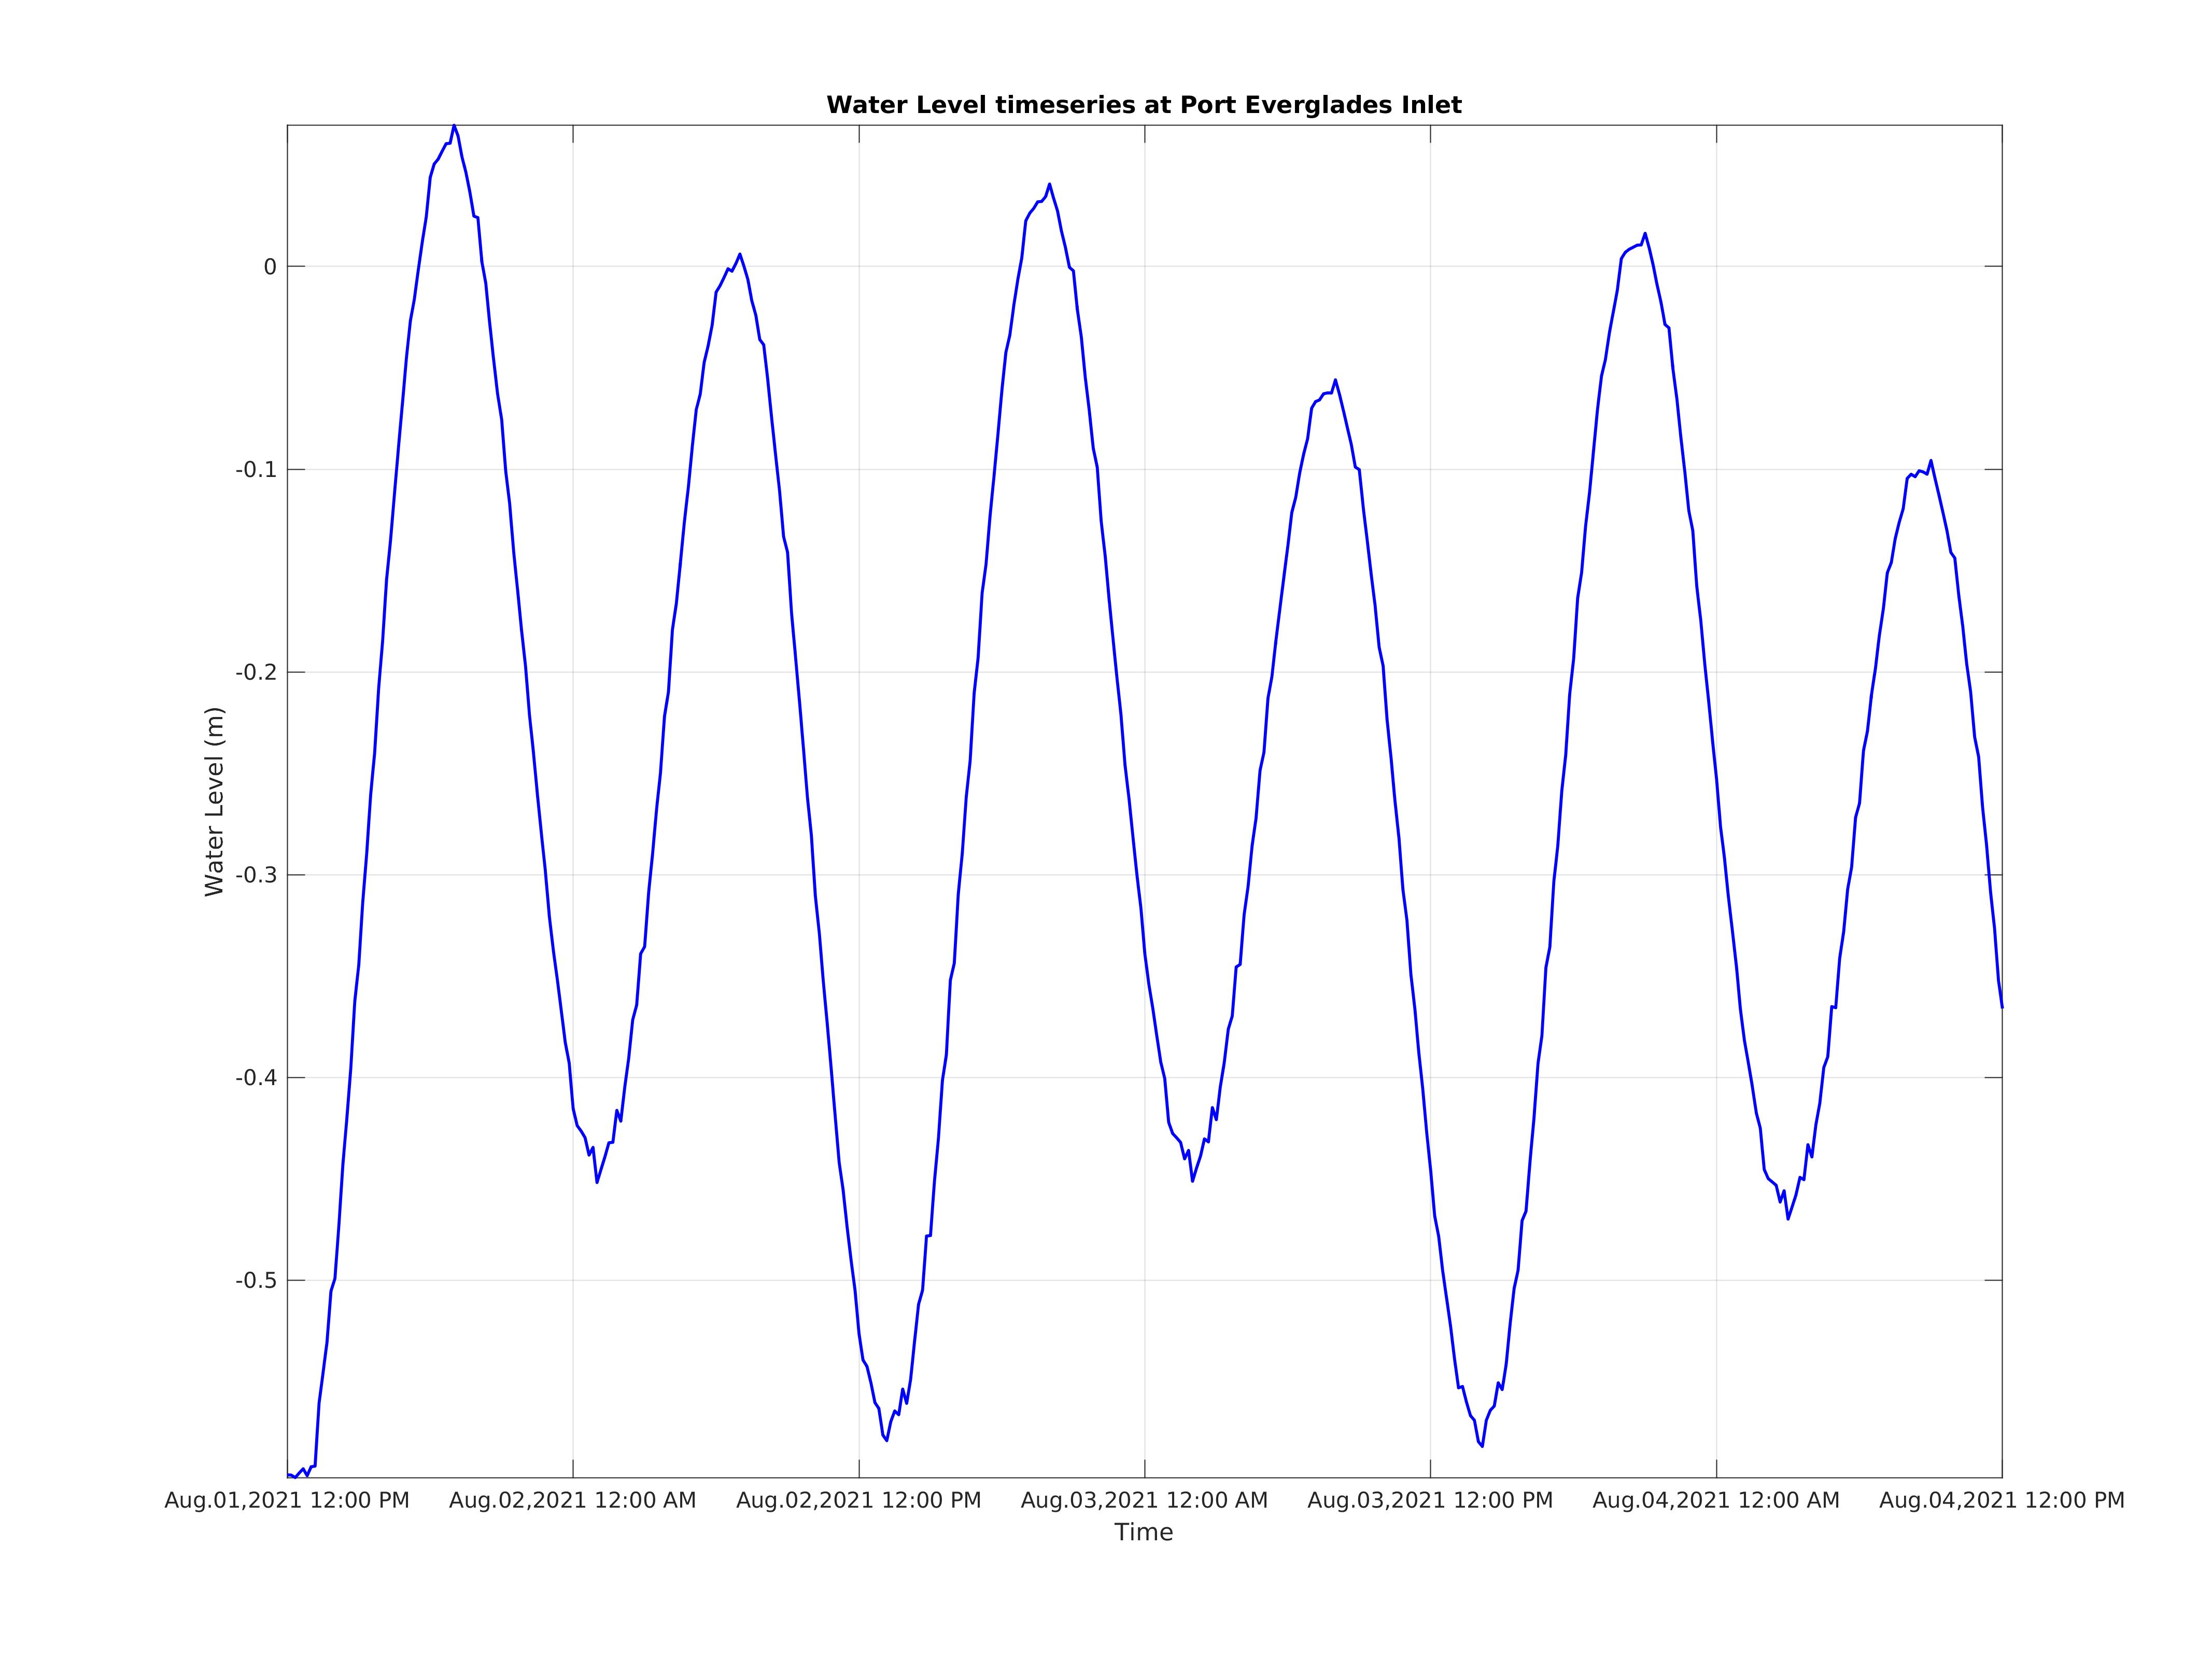 Water Level timeseries at Port Everglades Inlet
0
-0.1
-0.2
-0.3
-0.4
-0.5
Water Level (m)
Aug.01,2021 12:00 PM
Aug.02,2021 12:00 AM
Aug.02,2021 12:00 PM
Aug.03,2021 12:00 AM
Aug.03,2021 12:00 PM
Aug.04,2021 12:00 AM
Aug.04,2021 12:00 PM
Time